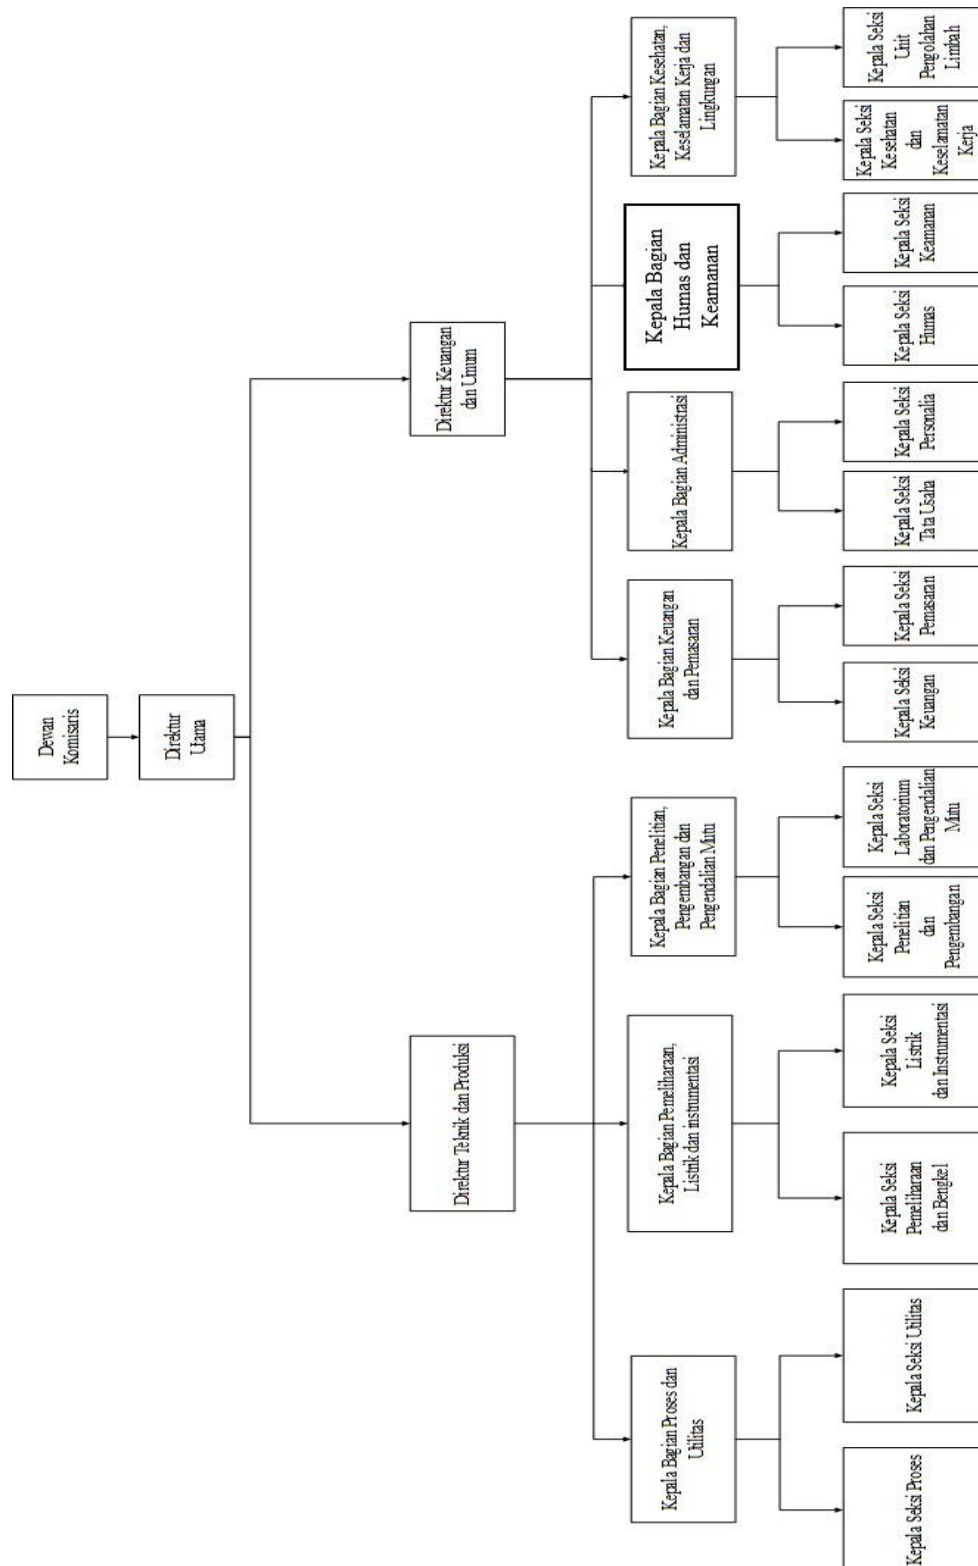 Dewan
Komisaris
Direktur
Utama
Direktur Teknik dan Produksi
Direktur Keuangan
dan Umum
Kepala Bagian Proses dan
Utilitas
Kepala Bagian Pemeliharaan,
Listrik dan instrumentasi
Kepala Bagian Penelitian,
Pengembangan dan
Pengendalian Mutu
Kepala Bagian Keuangan
dan Pemasaran
Kepala Bagian Administrasi
Kepala Bagian
Humas dan
Keamanan
Kepala Bagian Kesehatan,
Keselamatan Kerja dan
Lingkungan
Kepala Seksi Proses
Kepala Seksi Utilitas
Kepala Seksi
Pemeliharaan
dan Bengkel
Kepala Seksi
Listrik
dan Instrumentasi
Kepala Seksi
Penelitian
dan
Pengembangan
Kepala Seksi
Laboratorium
dan Pengendalian
Mutu
Kepala Seksi
Keuangan
Kepala Seksi
Pemasaran
Kepala Seksi
Tata Usaha
Kepala Seksi
Personalia
Kepala Seksi
Humas
Kepala Seksi
Keamanan
Kepala Seksi
Kesehatan
dan
Keselamatan
Kerja
Kepala Seksi
Unit
Pengolahan
Limbah